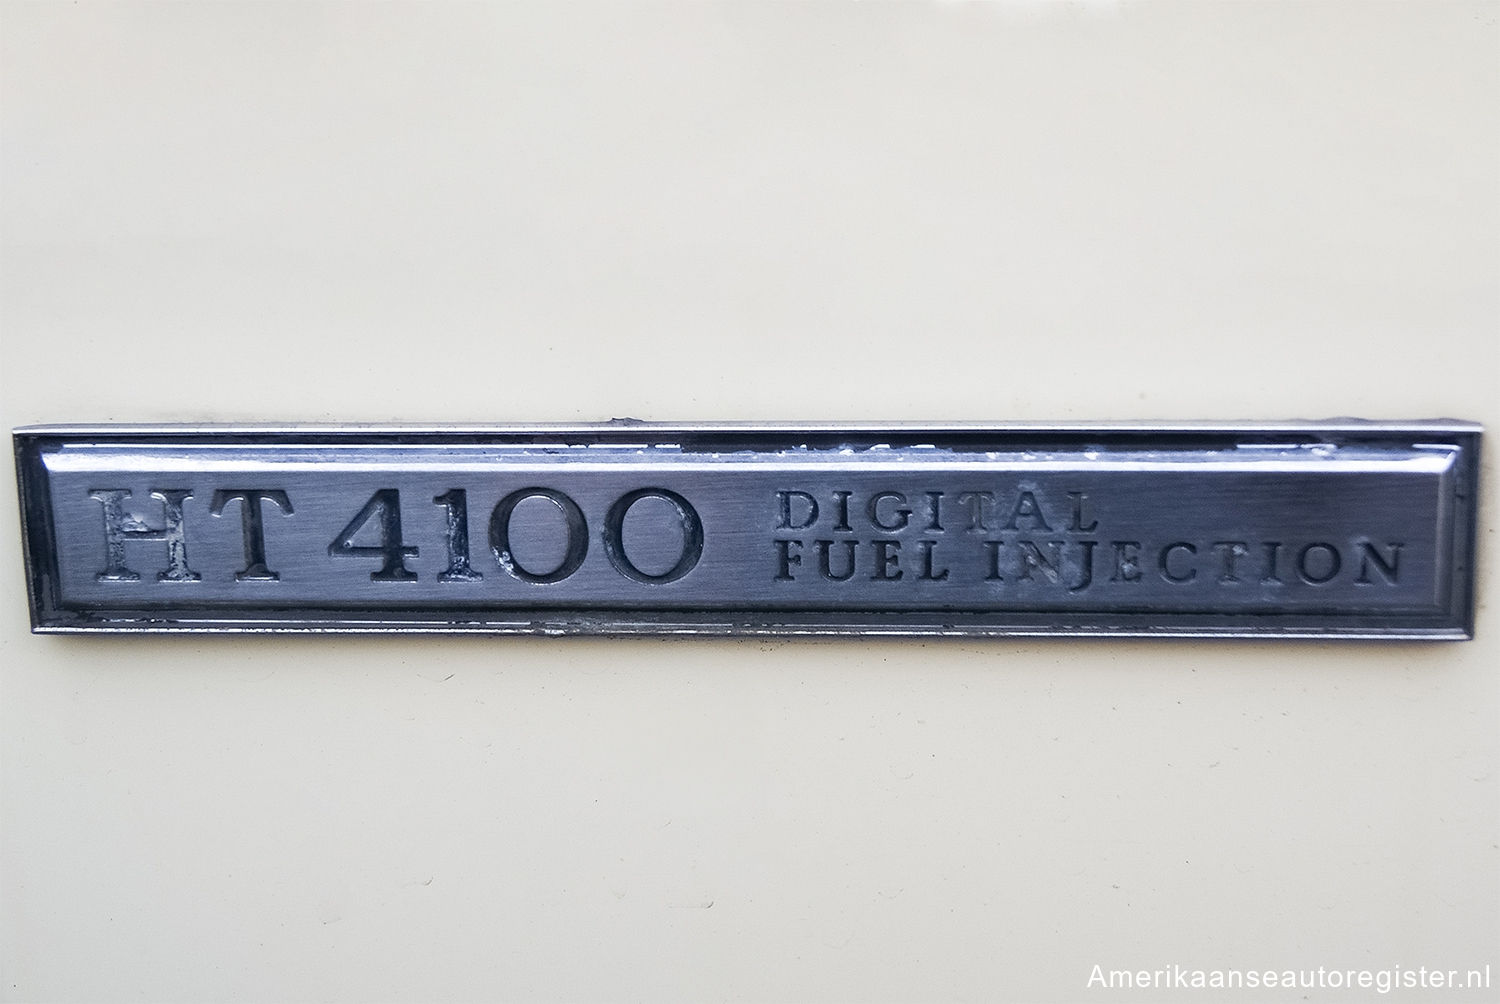 HT 4100
DIGITAL
FUEL INJECTION
Amerikaanseautoregister.nl